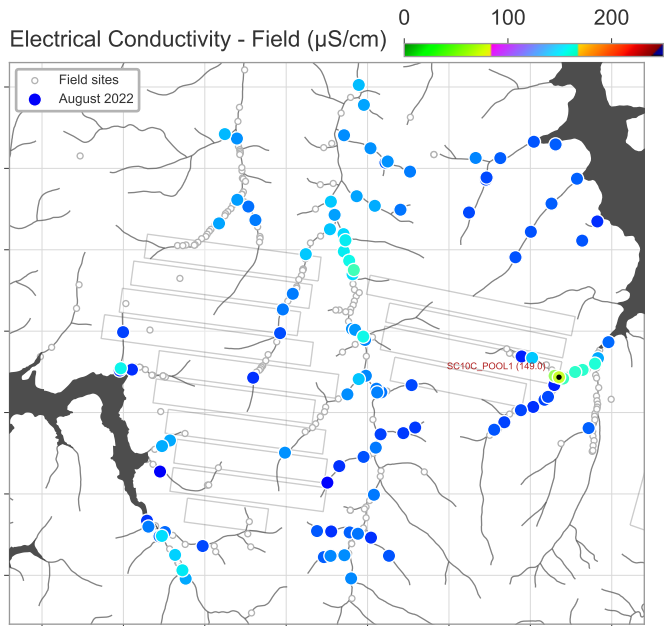 0 100 200
Electrical Conductivity - Field (µS/cm)
Field sites
August 2022
SC10C_POOL1 (149.0)